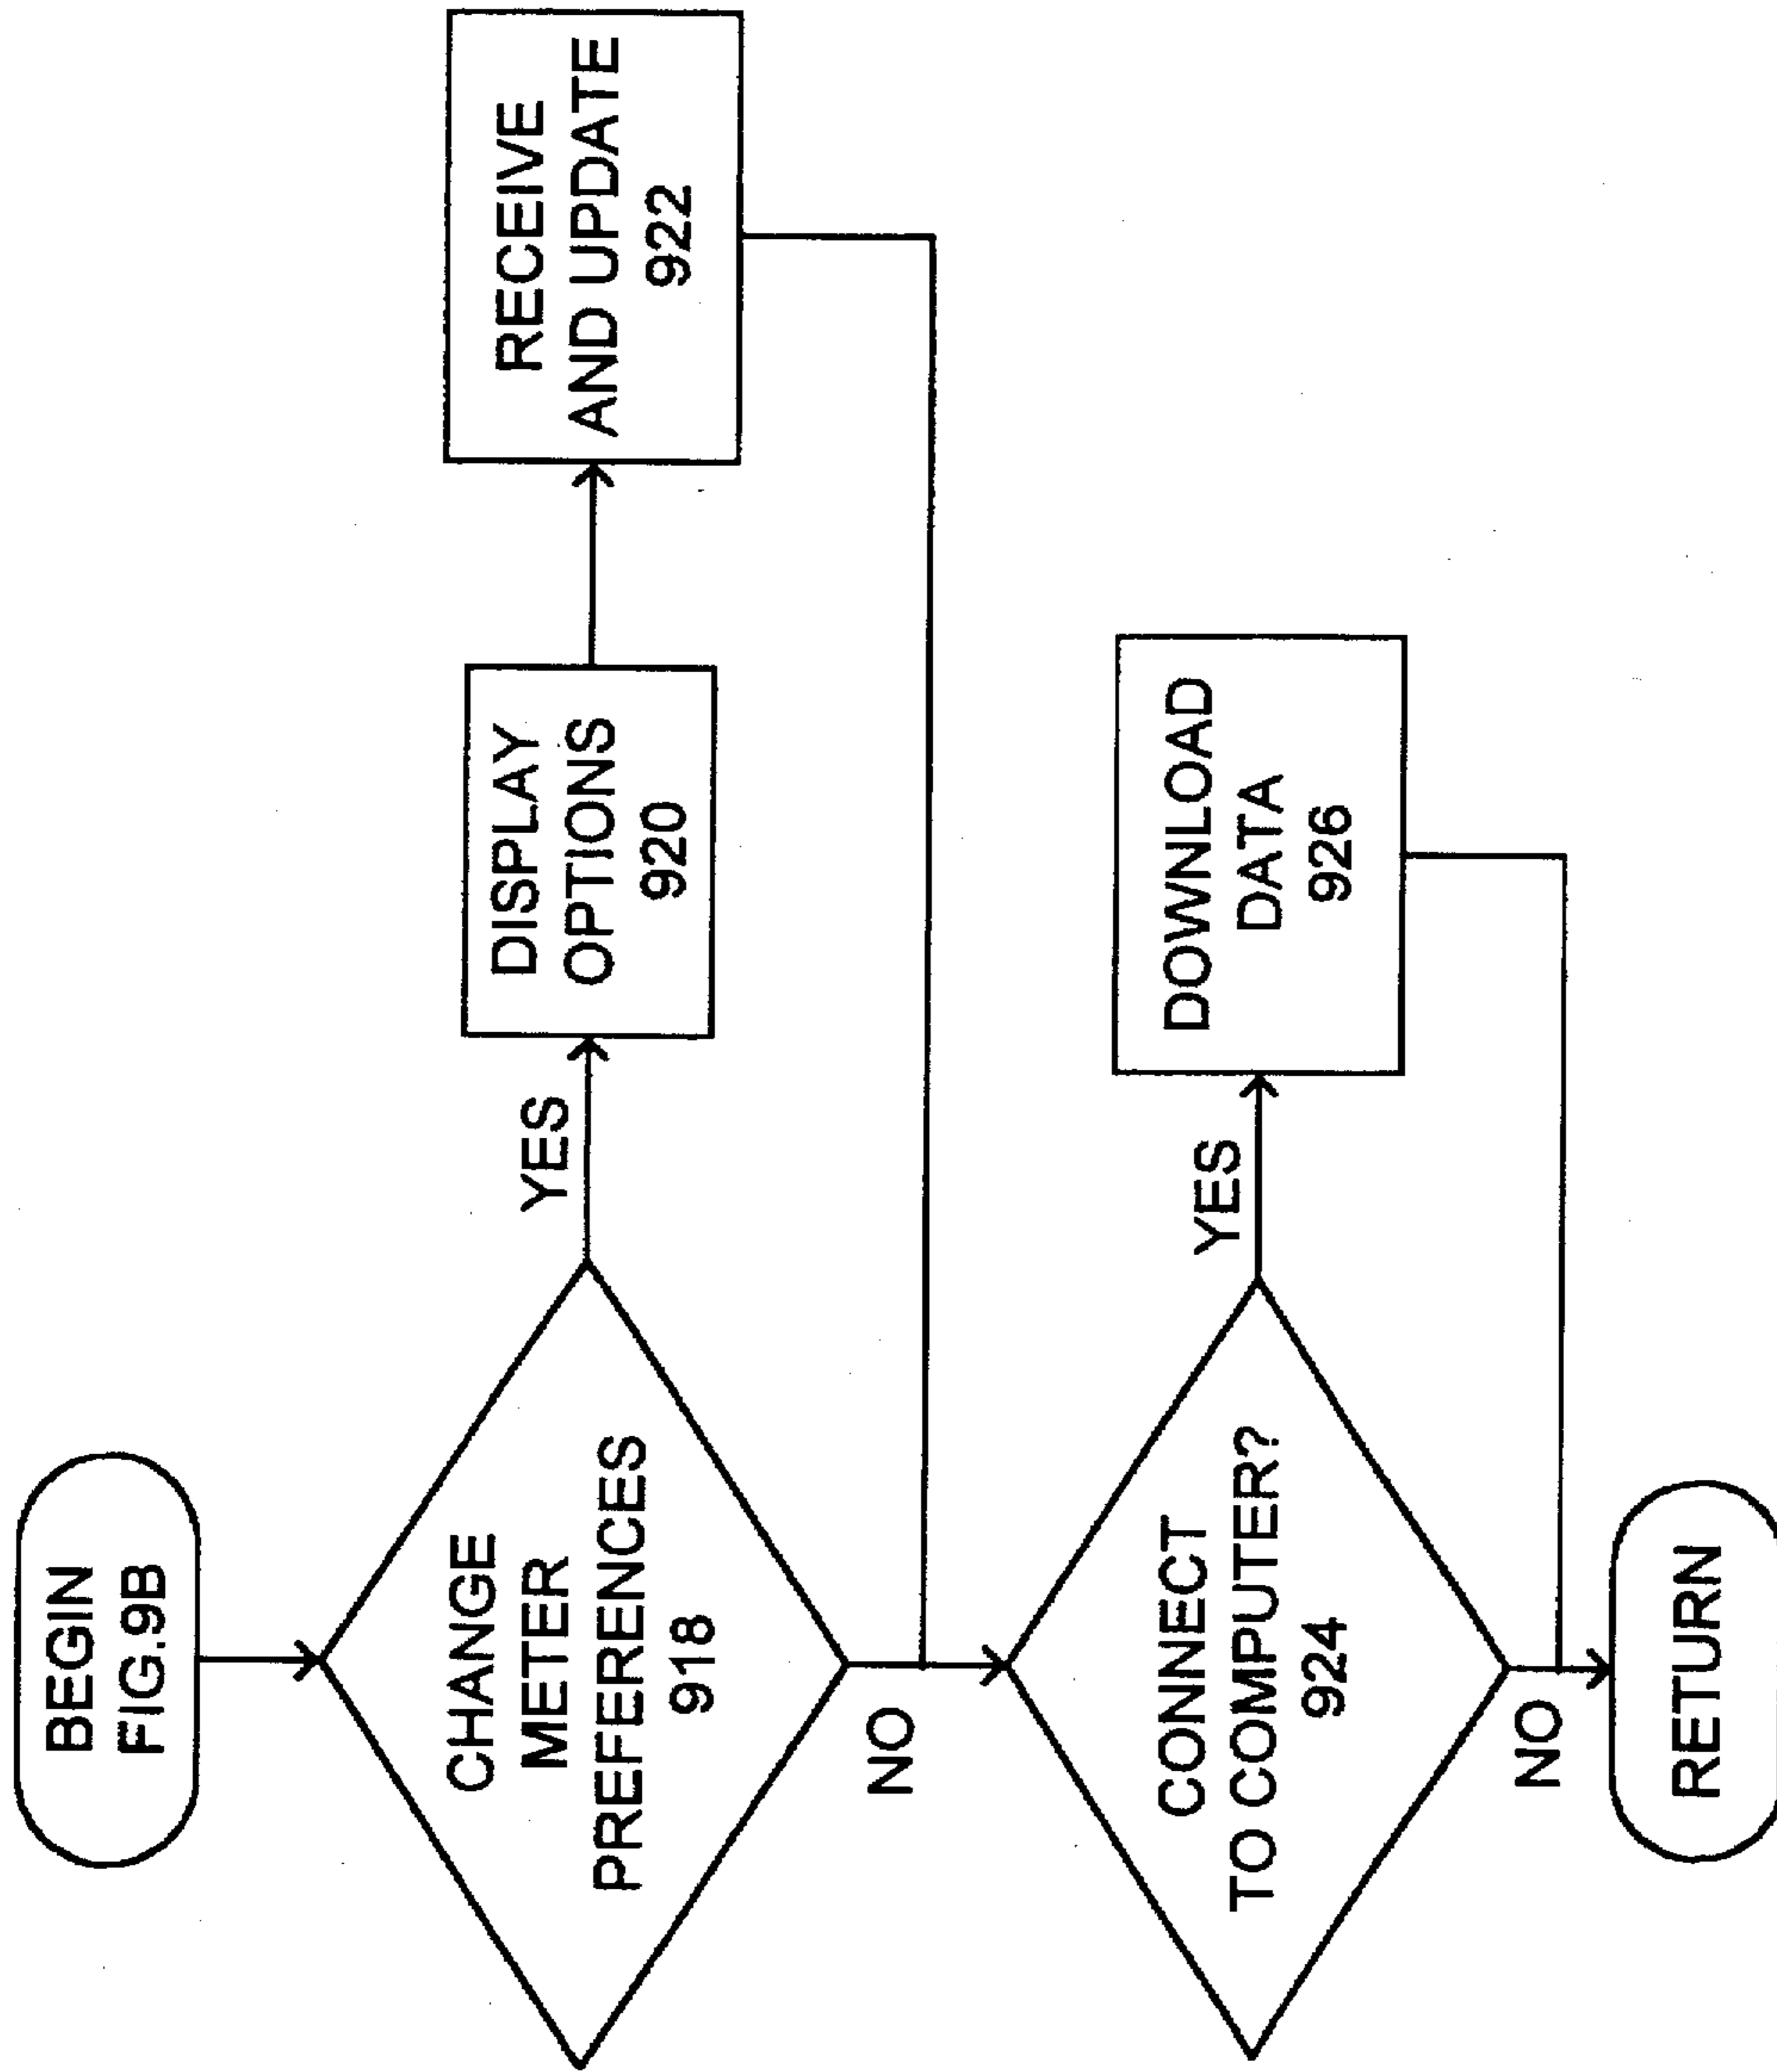 BEGIN
FIG.9B
CHANGE
METER
PREFERENCES
918
YES
DISPLAY
OPTIONS
920
RECEIVE
AND UPDATE
922
NO
CONNECT
TO COMPUTER?
924
YES
DOWNLOAD
DATA
926
NO
RETURN